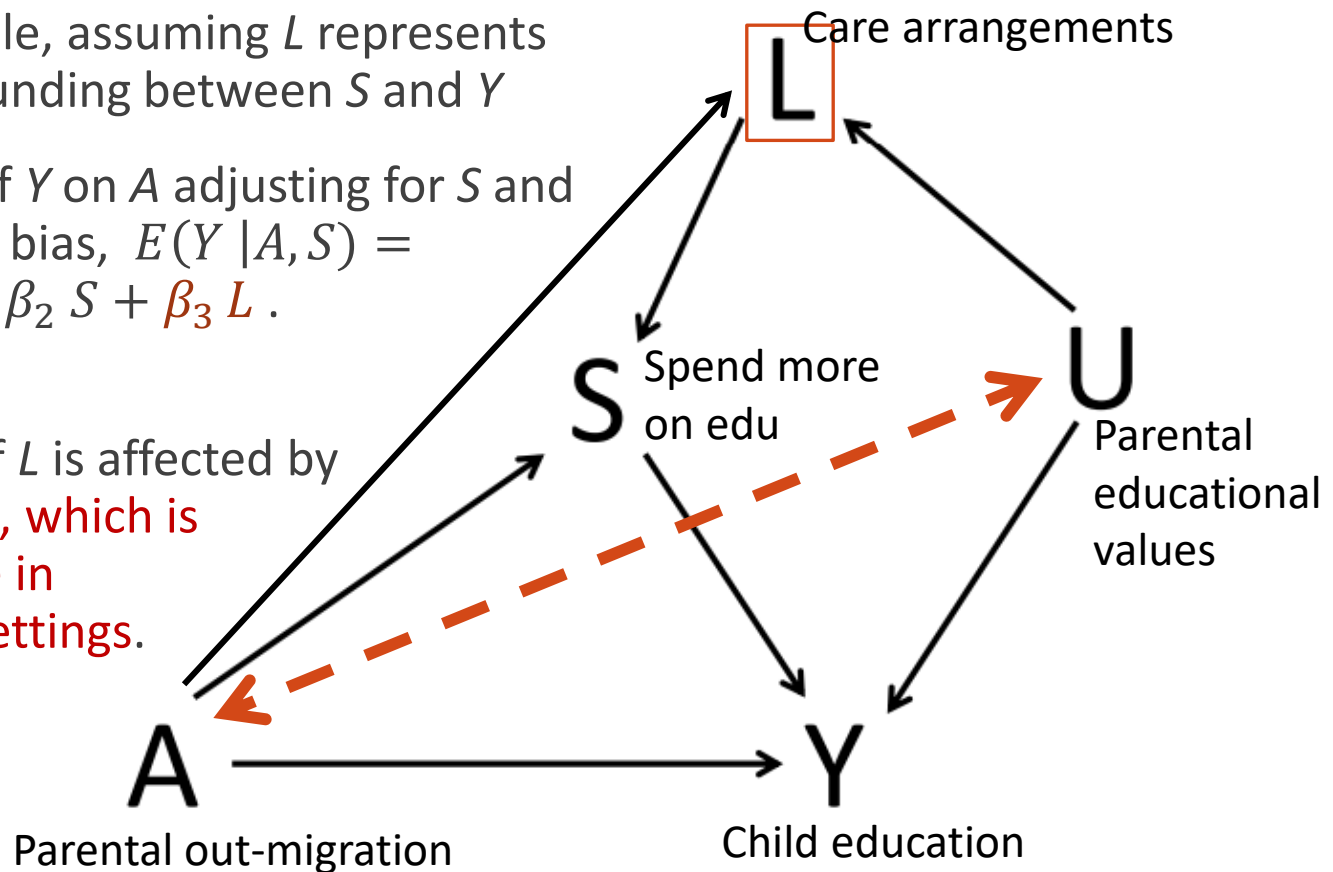 le, assuming L represents
unding between S and Y
f Y on A adjusting for S and
bias, E(Y |A, S) =
β₂ S + β₃ L .
f L is affected by
, which is
in
ettings.
Care arrangements
L
S
Spend more
on edu
U
Parental
educational
values
A
Y
Parental out-migration
Child education